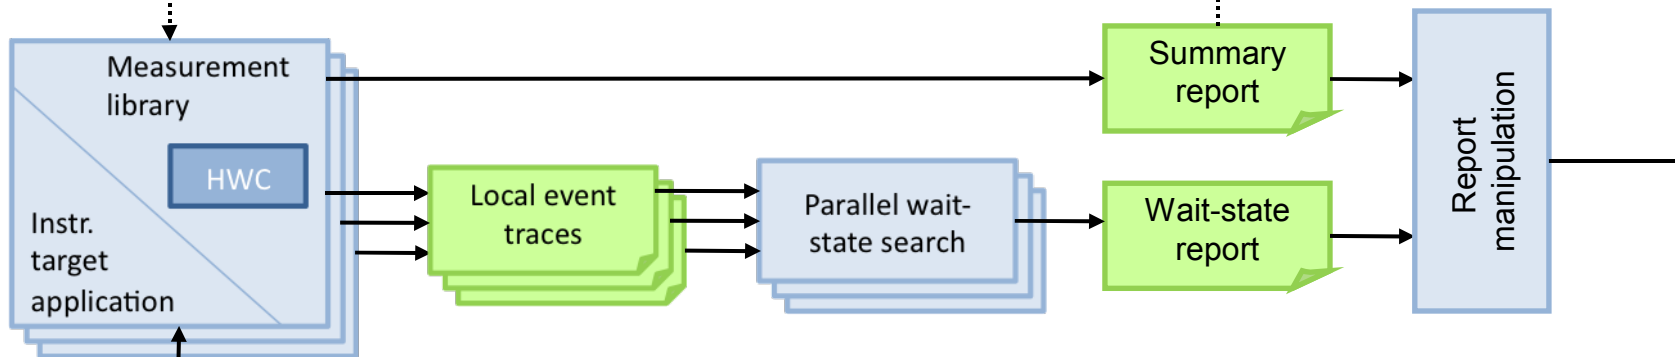 Measurement
library
HWC
Instr.
target
application
Local event
traces
Parallel wait-
state search
Summary
report
Wait-state
report
Report
manipulation